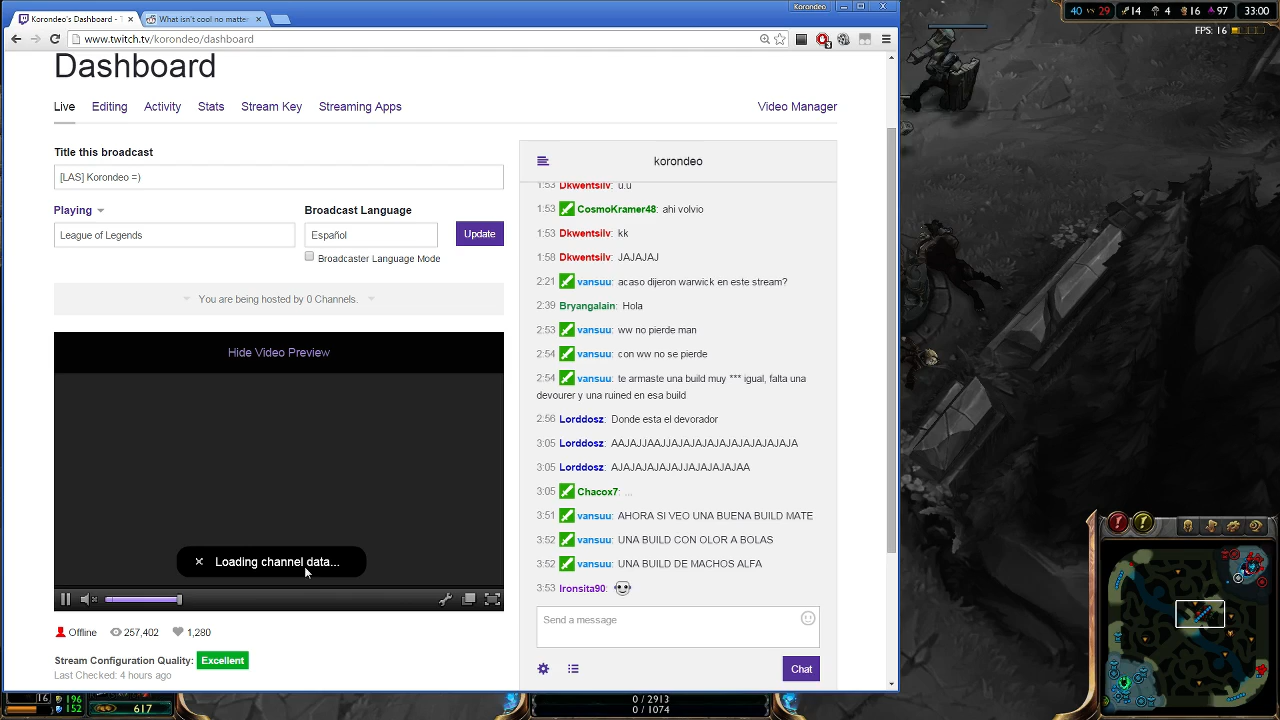 Korondeo's Dashboard - T
What isn't cool no matter
Korondeo
www.twitch.tv/korondeo/dashboard
40 vs 29 14 4 16 97 33:00
FPS: 16
Dashboard
Live Editing Activity Stats Stream Key Streaming Apps Video Manager
Title this broadcast
[LAS] Korondeo =)
Playing Broadcast Language
League of Legends Español Update
Broadcaster Language Mode
You are being hosted by 0 Channels.
Hide Video Preview
Loading channel data...
Offline 257,402 1,280
Stream Configuration Quality: Excellent
Last Checked: 4 hours ago
korondeo
1:53 Dkwentsilv: u.u
1:53 CosmoKramer48: ahi volvio
1:53 Dkwentsilv: kk
1:58 Dkwentsilv: JAJAJAJ
2:21 vansuu: acaso dijeron warwick en este stream?
2:39 Bryangalain: Hola
2:53 vansuu: ww no pierde man
2:54 vansuu: con ww no se pierde
2:54 vansuu: te armaste una build muy *** igual, falta una
devourer y una ruined en esa build
2:56 Lorddosz: Donde esta el devorador
3:05 Lorddosz: AAJAJJAAJJAJAJAJAJAJAJAJAJAJAJA
3:05 Lorddosz: AJAJAJAJAJAJJAJAJAJAJAA
3:05 Chacox7: ...
3:51 vansuu: AHORA SI VEO UNA BUENA BUILD MATE
3:52 vansuu: UNA BUILD CON OLOR A BOLAS
3:52 vansuu: UNA BUILD DE MACHOS ALFA
3:53 Ironsita90:
Send a message
Chat
16 196
152 617
0 / 2913
0 / 1074